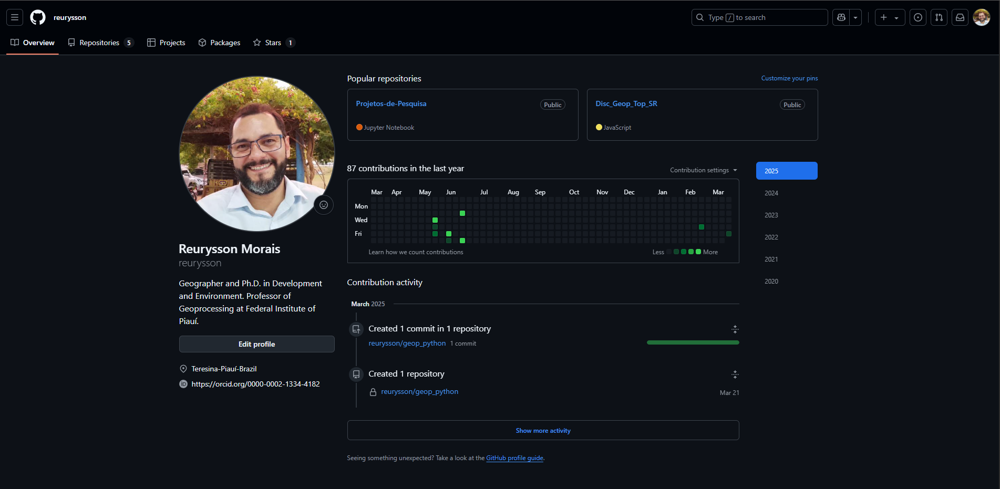 reurysson
Type / to search
Overview
Repositories 5
Projects
Packages
Stars 1
Reurysson Morais
reurysson
Geographer and Ph.D. in Development
and Environment. Professor of
Geoprocessing at Federal Institute of
Piauí.
Edit profile
Teresina-Piauí-Brazil
iD https://orcid.org/0000-0002-1334-4182
Popular repositories
Customize your pins
Projetos-de-Pesquisa
Public
Jupyter Notebook
Disc_Geop_Top_SR
Public
JavaScript
87 contributions in the last year
Contribution settings
Mar Apr May Jun Jul Aug Sep Oct Nov Dec Jan Feb Mar
Mon
Wed
Fri
Learn how we count contributions
Less
More
2025
2024
2023
2022
2021
2020
Contribution activity
March 2025
Created 1 commit in 1 repository
reurysson/geop_python 1 commit
Created 1 repository
reurysson/geop_python
Mar 21
Show more activity
Seeing something unexpected? Take a look at the GitHub profile guide.